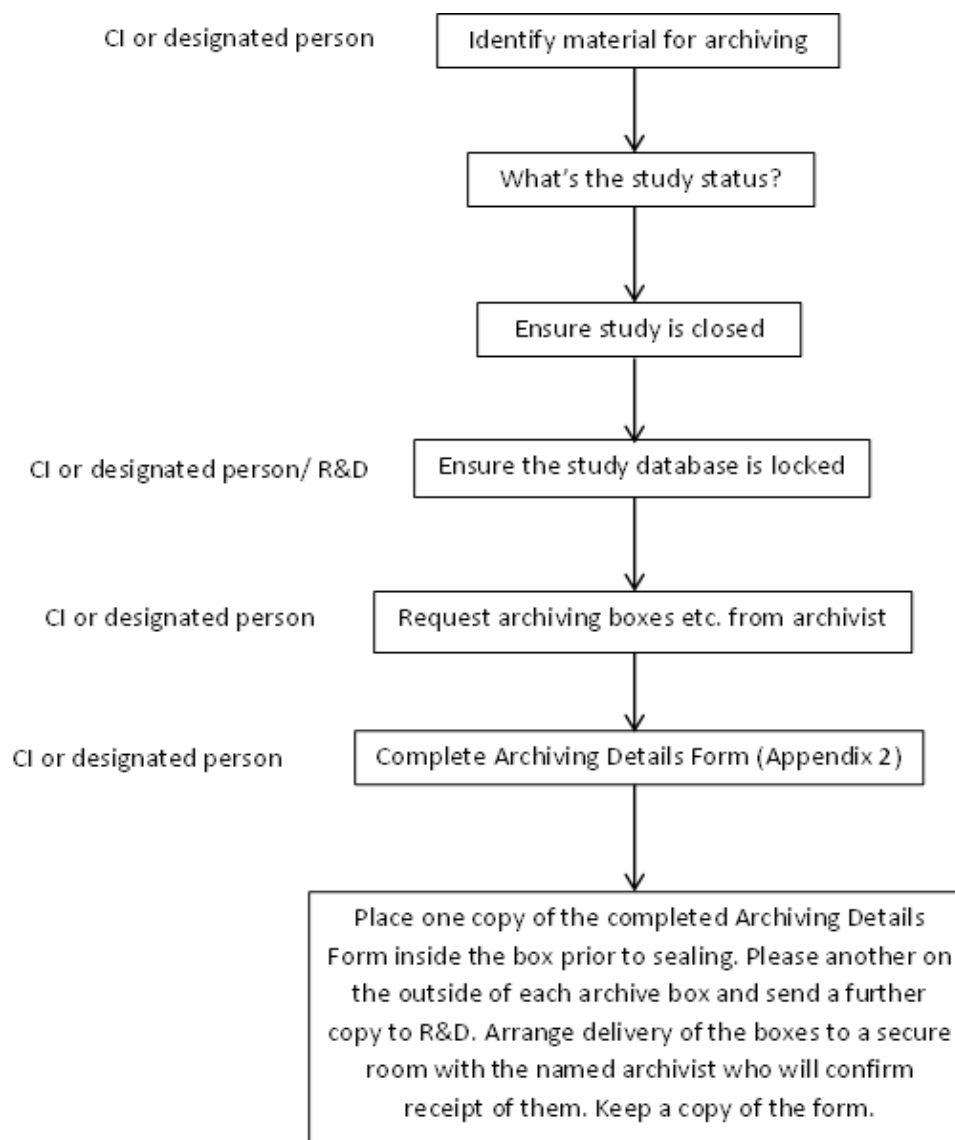 CI or designated person
Identify material for archiving
What's the study status?
Ensure study is closed
CI or designated person/ R&D
Ensure the study database is locked
CI or designated person
Request archiving boxes etc. from archivist
CI or designated person
Complete Archiving Details Form (Appendix 2)
Place one copy of the completed Archiving Details
Form inside the box prior to sealing. Please another on
the outside of each archive box and send a further
copy to R&D. Arrange delivery of the boxes to a secure
room with the named archivist who will confirm
receipt of them. Keep a copy of the form.